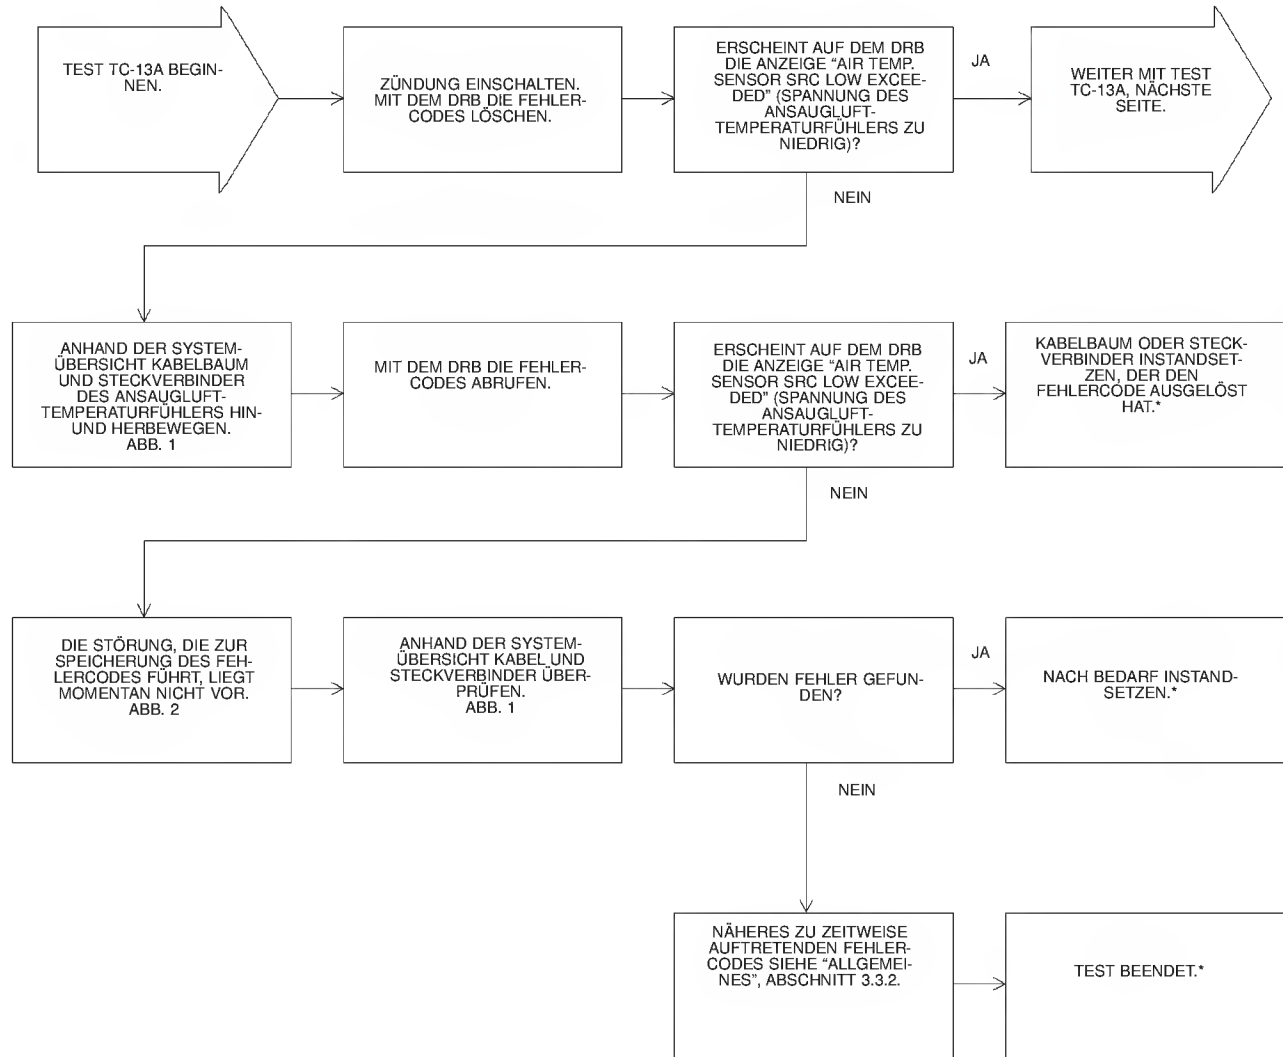 TEST TC-13A BEGIN-
NEN.
ZÜNDUNG EINSCHALTEN.
MIT DEM DRB DIE FEHLER-
CODES LÖSCHEN.
ERSCHEINT AUF DEM DRB
DIE ANZEIGE “AIR TEMP.
SENSOR SRC LOW EXCEE-
DED” (SPANNUNG DES
ANSAUGLUFT-
TEMPERATURFÜHLERS ZU
NIEDRIG)?
JA
WEITER MIT TEST
TC-13A, NÄCHSTE
SEITE.
NEIN
ANHAND DER SYSTEM-
ÜBERSICHT KABELBAUM
UND STECKVERBINDER
DES ANSAUGLUFT-
TEMPERATURFÜHLERS HIN-
UND HERBEWEGEN.
ABB. 1
MIT DEM DRB DIE FEHLER-
CODES ABRUFEN.
ERSCHEINT AUF DEM DRB
DIE ANZEIGE “AIR TEMP.
SENSOR SRC LOW EXCEE-
DED” (SPANNUNG DES
ANSAUGLUFT-
TEMPERATURFÜHLERS ZU
NIEDRIG)?
JA
KABELBAUM ODER STECK-
VERBINDER INSTANDSET-
ZEN, DER DEN
FEHLERCODE AUSGELÖST
HAT.*
NEIN
DIE STÖRUNG, DIE ZUR
SPEICHERUNG DES FEH-
LERCODES FÜHRT, LIEGT
MOMENTAN NICHT VOR.
ABB. 2
ANHAND DER SYSTEM-
ÜBERSICHT KABEL UND
STECKVERBINDER ÜBER-
PRÜFEN.
ABB. 1
WURDEN FEHLER GEFUN-
DEN?
JA
NACH BEDARF INSTAND-
SETZEN.*
NEIN
NÄHERES ZU ZEITWEISE
AUFTRETENDEN FEHLER-
CODES SIEHE “ALLGEMEI-
NES”, ABSCHNITT 3.3.2.
TEST BEENDET.*